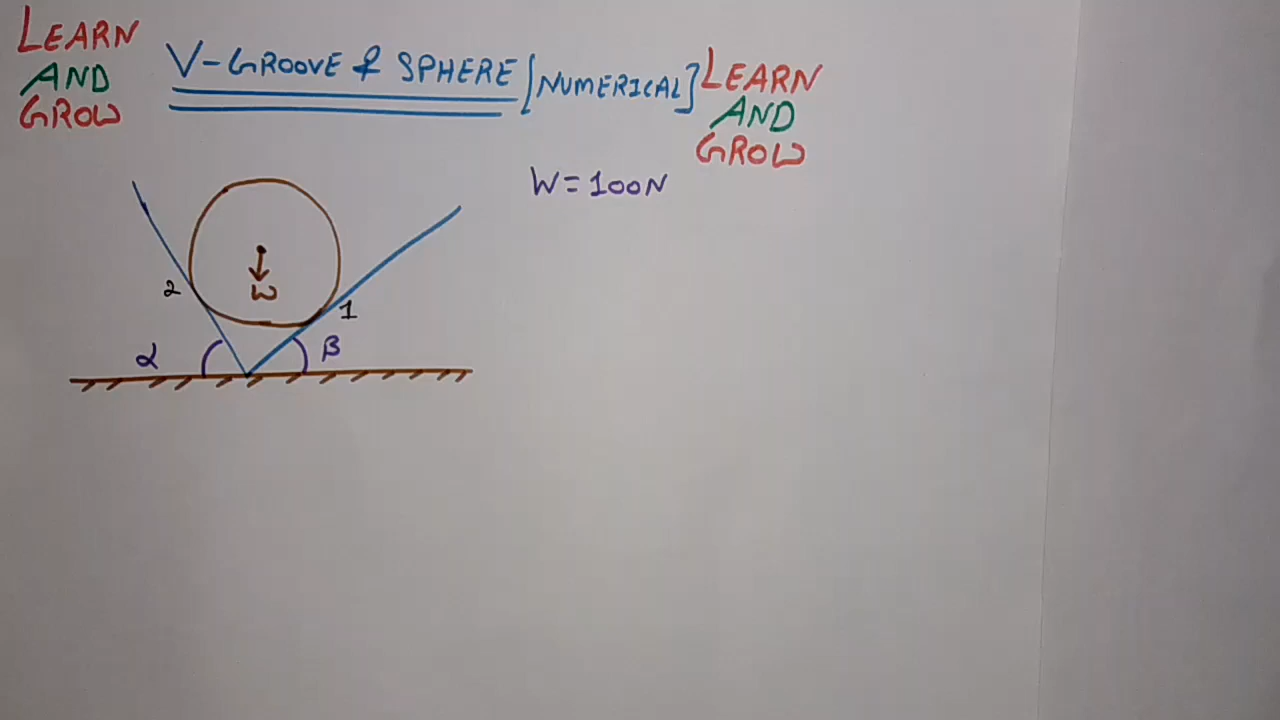 LEARN
AND
GROW
V-GROOVE & SPHERE [NUMERICAL]
LEARN
AND
GROW
W=100N
W
2
1
α
β